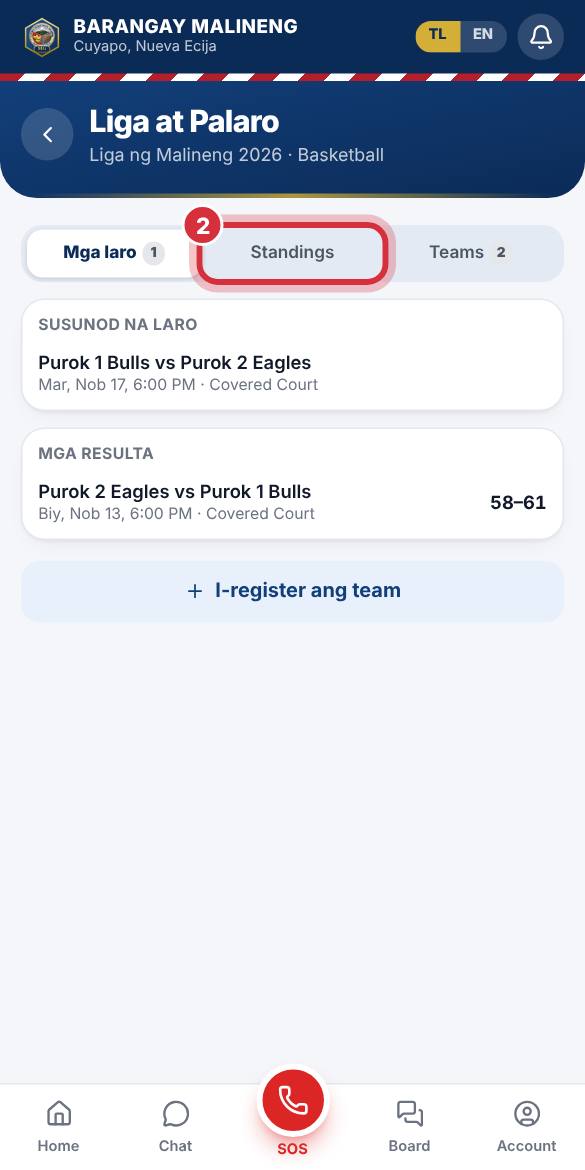 BARANGAY MALINENG
Cuyapo, Nueva Ecija
TL EN
Liga at Palaro
Liga ng Malineng 2026 · Basketball
2
Mga laro 1 Standings Teams 2
SUSUNOD NA LARO
Purok 1 Bulls vs Purok 2 Eagles
Mar, Nob 17, 6:00 PM · Covered Court
MGA RESULTA
Purok 2 Eagles vs Purok 1 Bulls
58–61
Biy, Nob 13, 6:00 PM · Covered Court
+ I-register ang team
Home Chat SOS Board Account